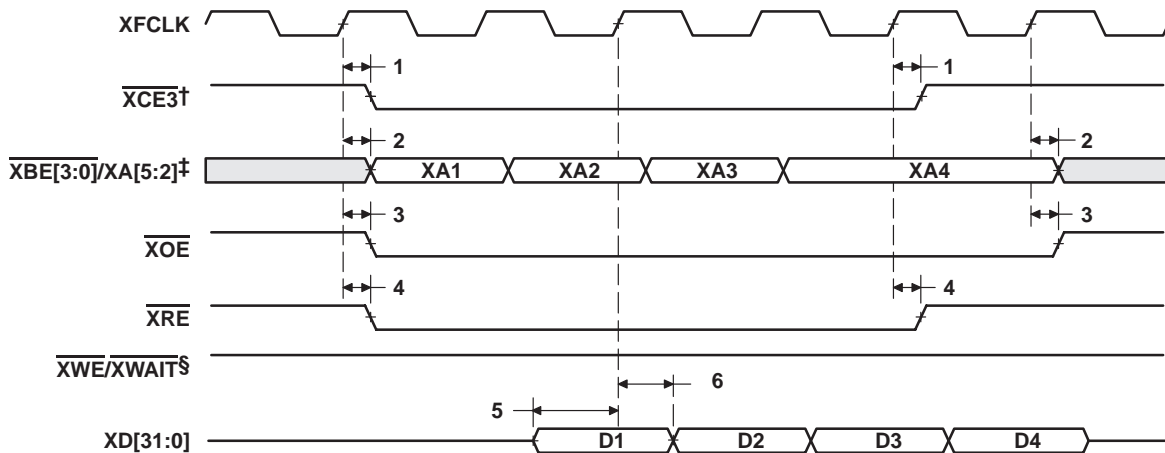 XFCLK
1 1
XCE3†
2 2
XBE[3:0]/XA[5:2]‡ XA1 XA2 XA3 XA4
3 3
XOE
4 4
XRE
XWE/XWAIT§
6
5
XD[31:0] D1 D2 D3 D4